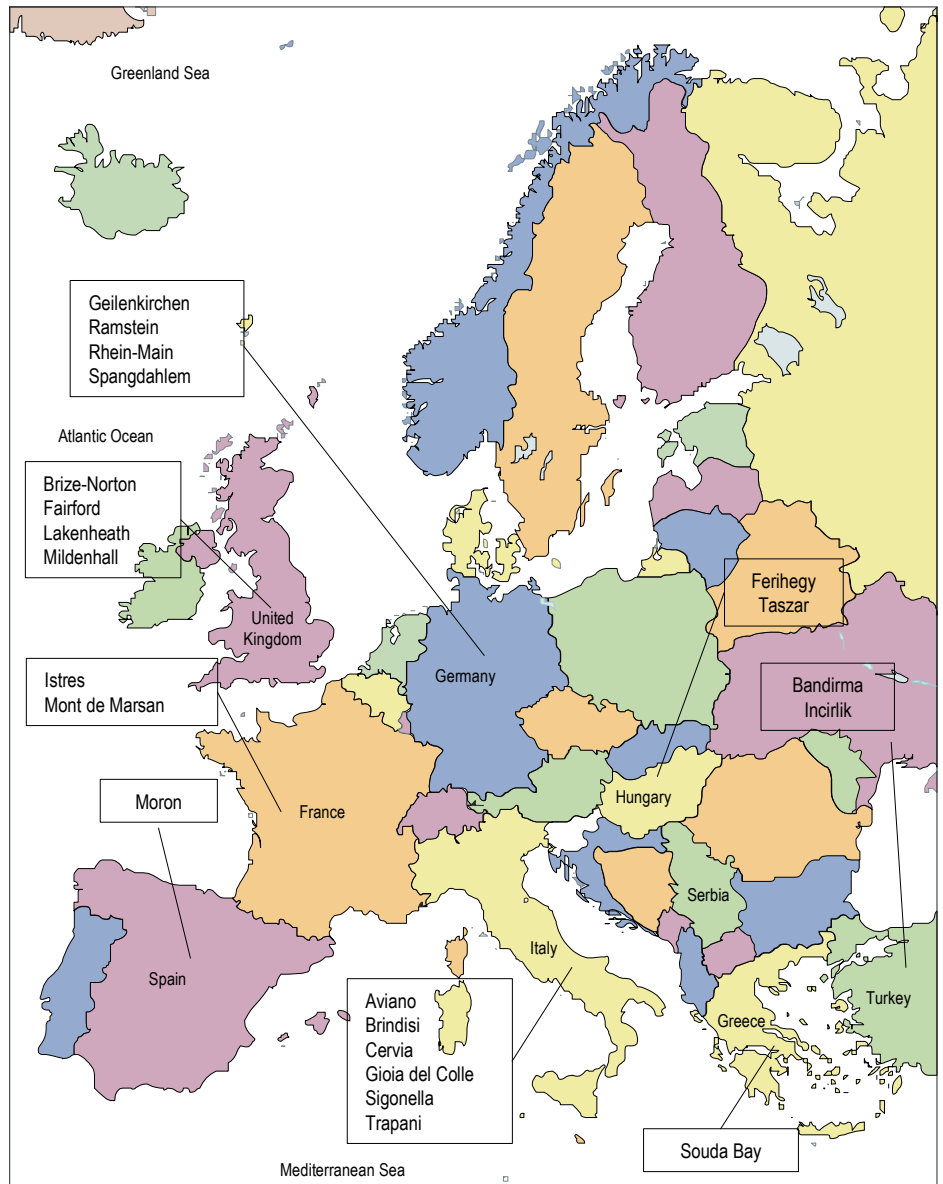 Greenland Sea
Geilenkirchen
Ramstein
Rhein-Main
Spangdahlem
Atlantic Ocean
Brize-Norton
Fairford
Lakenheath
Mildenhall
United
Kingdom
Ferihegy
Taszar
Istres
Mont de Marsan
Germany
Bandirma
Incirlik
Moron
France
Hungary
Serbia
Spain
Italy
Turkey
Greece
Aviano
Brindisi
Cervia
Gioia del Colle
Sigonella
Trapani
Souda Bay
Mediterranean Sea